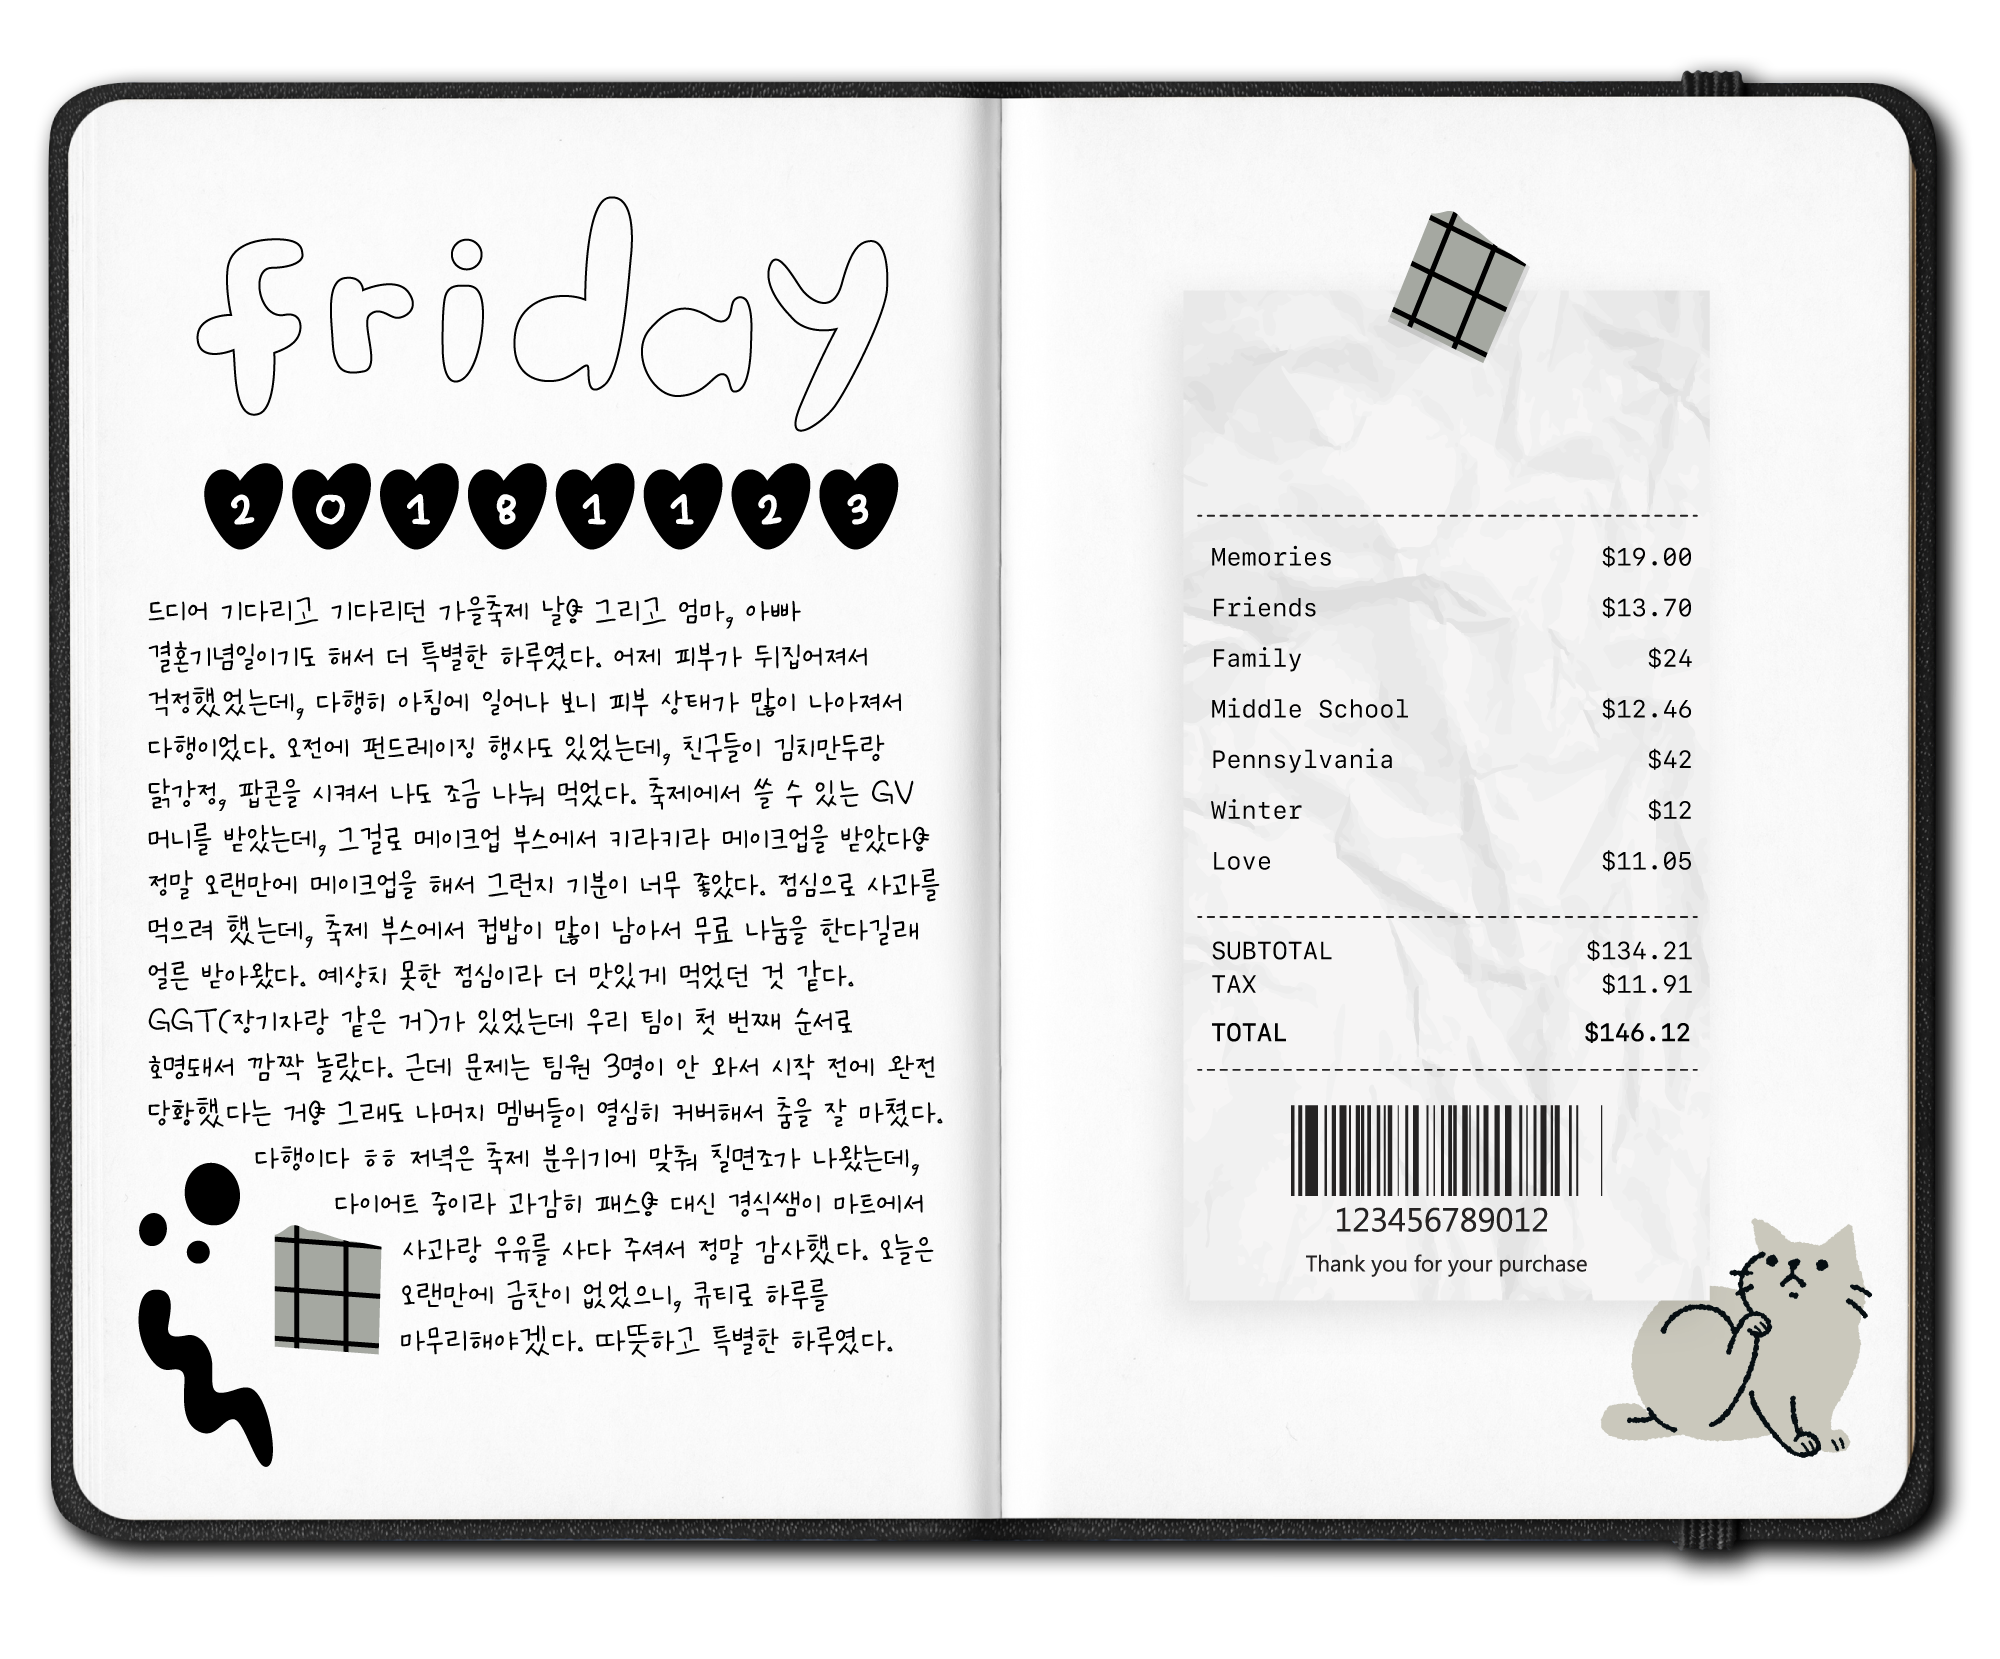 friday
20181123
드디어 기다리고 기다리던 가을축제 날! 그리고 엄마, 아빠
결혼기념일이기도 해서 더 특별한 하루였다. 어제 피부가 뒤집어져서
걱정했었는데, 다행히 아침에 일어나 보니 피부 상태가 많이 나아져서
다행이었다. 오전에 펀드레이징 행사도 있었는데, 친구들이 김치만두랑
닭강정, 팝콘을 시켜서 나도 조금 나눠 먹었다. 축제에서 쓸 수 있는 GV
머니를 받았는데, 그걸로 메이크업 부스에서 키라키라 메이크업을 받았다!
정말 오랜만에 메이크업을 해서 그런지 기분이 너무 좋았다. 점심으로 사과를
먹으려 했는데, 축제 부스에서 컵밥이 많이 남아서 무료 나눔을 한다길래
얼른 받아왔다. 예상치 못한 점심이라 더 맛있게 먹었던 것 같다.
GGT(장기자랑 같은 거)가 있었는데 우리 팀이 첫 번째 순서로
호명돼서 깜짝 놀랐다. 근데 문제는 팀원 3명이 안 와서 시작 전에 완전
당황했다는 거! 그래도 나머지 멤버들이 열심히 커버해서 춤을 잘 마쳤다.
다행이다 ㅎㅎ 저녁은 축제 분위기에 맞춰 칠면조가 나왔는데,
다이어트 중이라 과감히 패스! 대신 경식쌤이 마트에서
사과랑 우유를 사다 주셔서 정말 감사했다. 오늘은
오랜만에 금찬이 없었으니, 큐티로 하루를
마무리해야겠다. 따뜻하고 특별한 하루였다.
Memories $19.00
Friends $13.70
Family $24
Middle School $12.46
Pennsylvania $42
Winter $12
Love $11.05
SUBTOTAL $134.21
TAX $11.91
TOTAL $146.12
123456789012
Thank you for your purchase